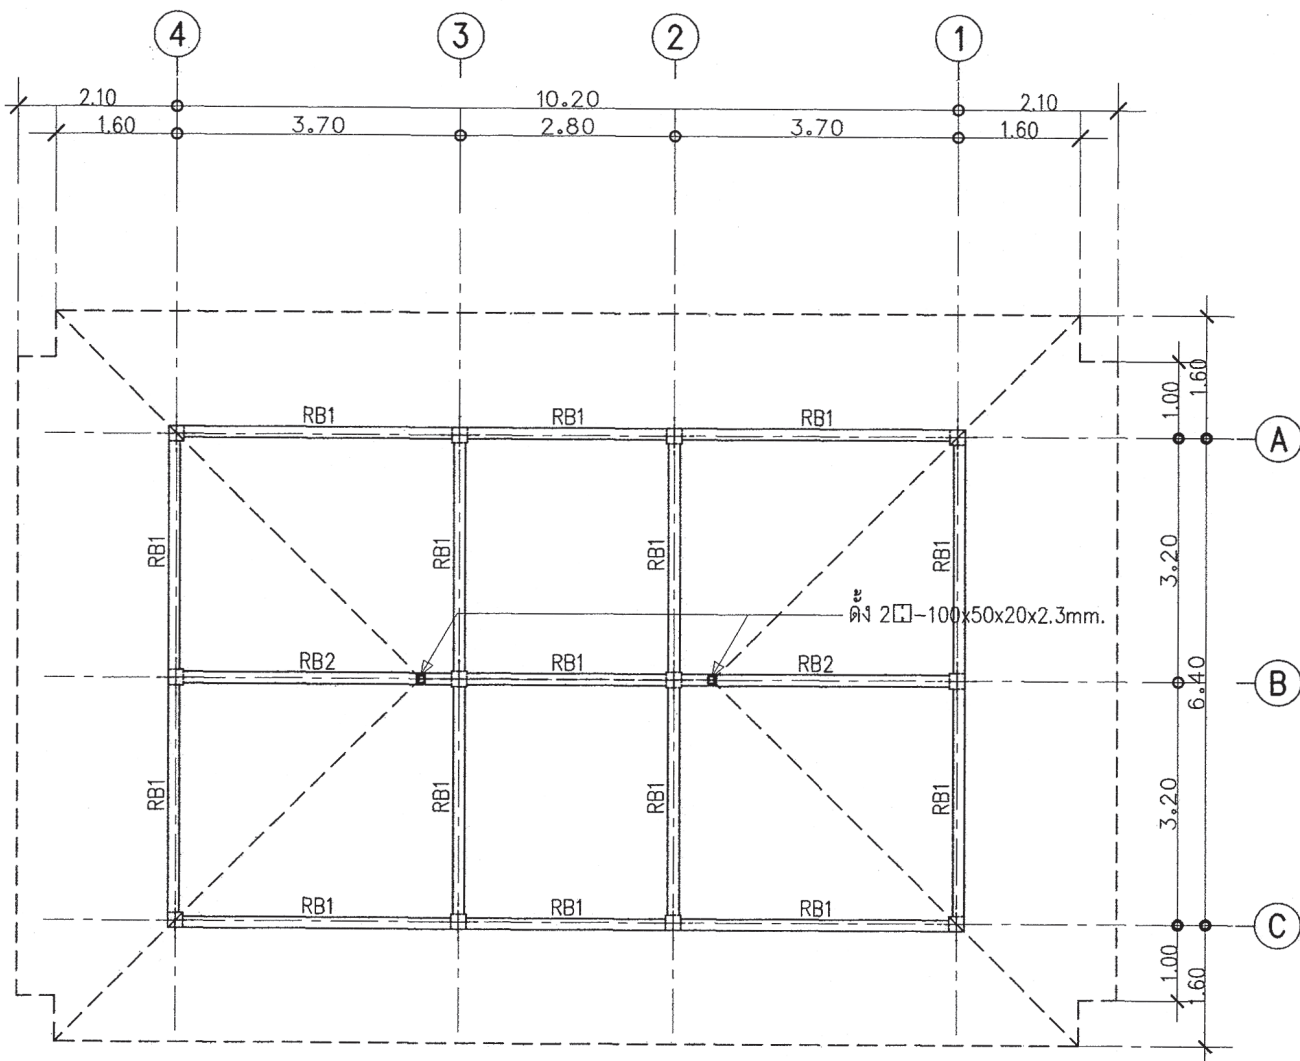 4 3 2 1
2.10 10.20 2.10
1.60 3.70 2.80 3.70 1.60
1.00 1.60
RB1 RB1 RB1
A
RB1 RB1 RB1 RB1
3.20
ดั้ง 2[]-100x50x20x2.3mm.
RB2 RB1 RB2
6.40
B
RB1 RB1 RB1 RB1
3.20
RB1 RB1 RB1
C
1.00 1.60